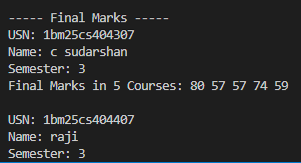 ----- Final Marks -----
USN: 1bm25cs404307
Name: c sudarshan
Semester: 3
Final Marks in 5 Courses: 80 57 57 74 59
USN: 1bm25cs404407
Name: raji
Semester: 3